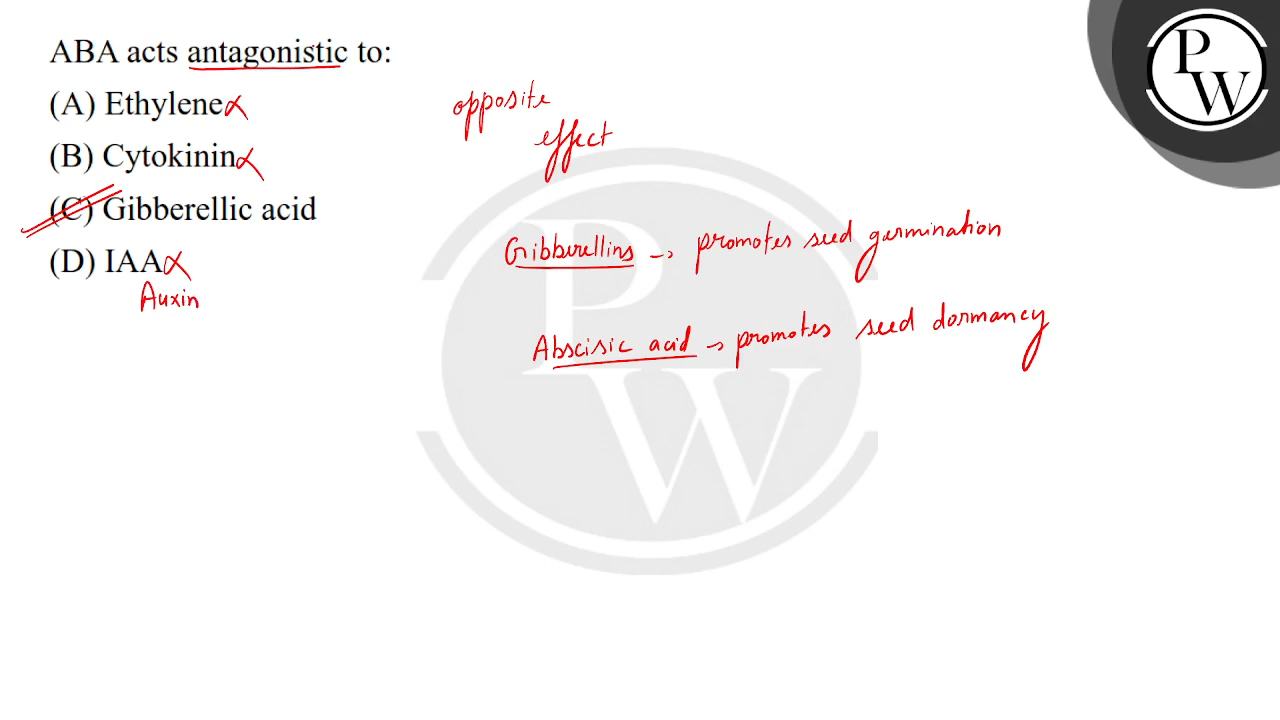 ABA acts antagonistic to:
(A) Ethylene
(B) Cytokinin
(C) Gibberellic acid
(D) IAA
Auxin
opposite
effect
Gibberellins → promotes seed germination
Abscisic acid → promotes seed dormancy
P
W
P
W